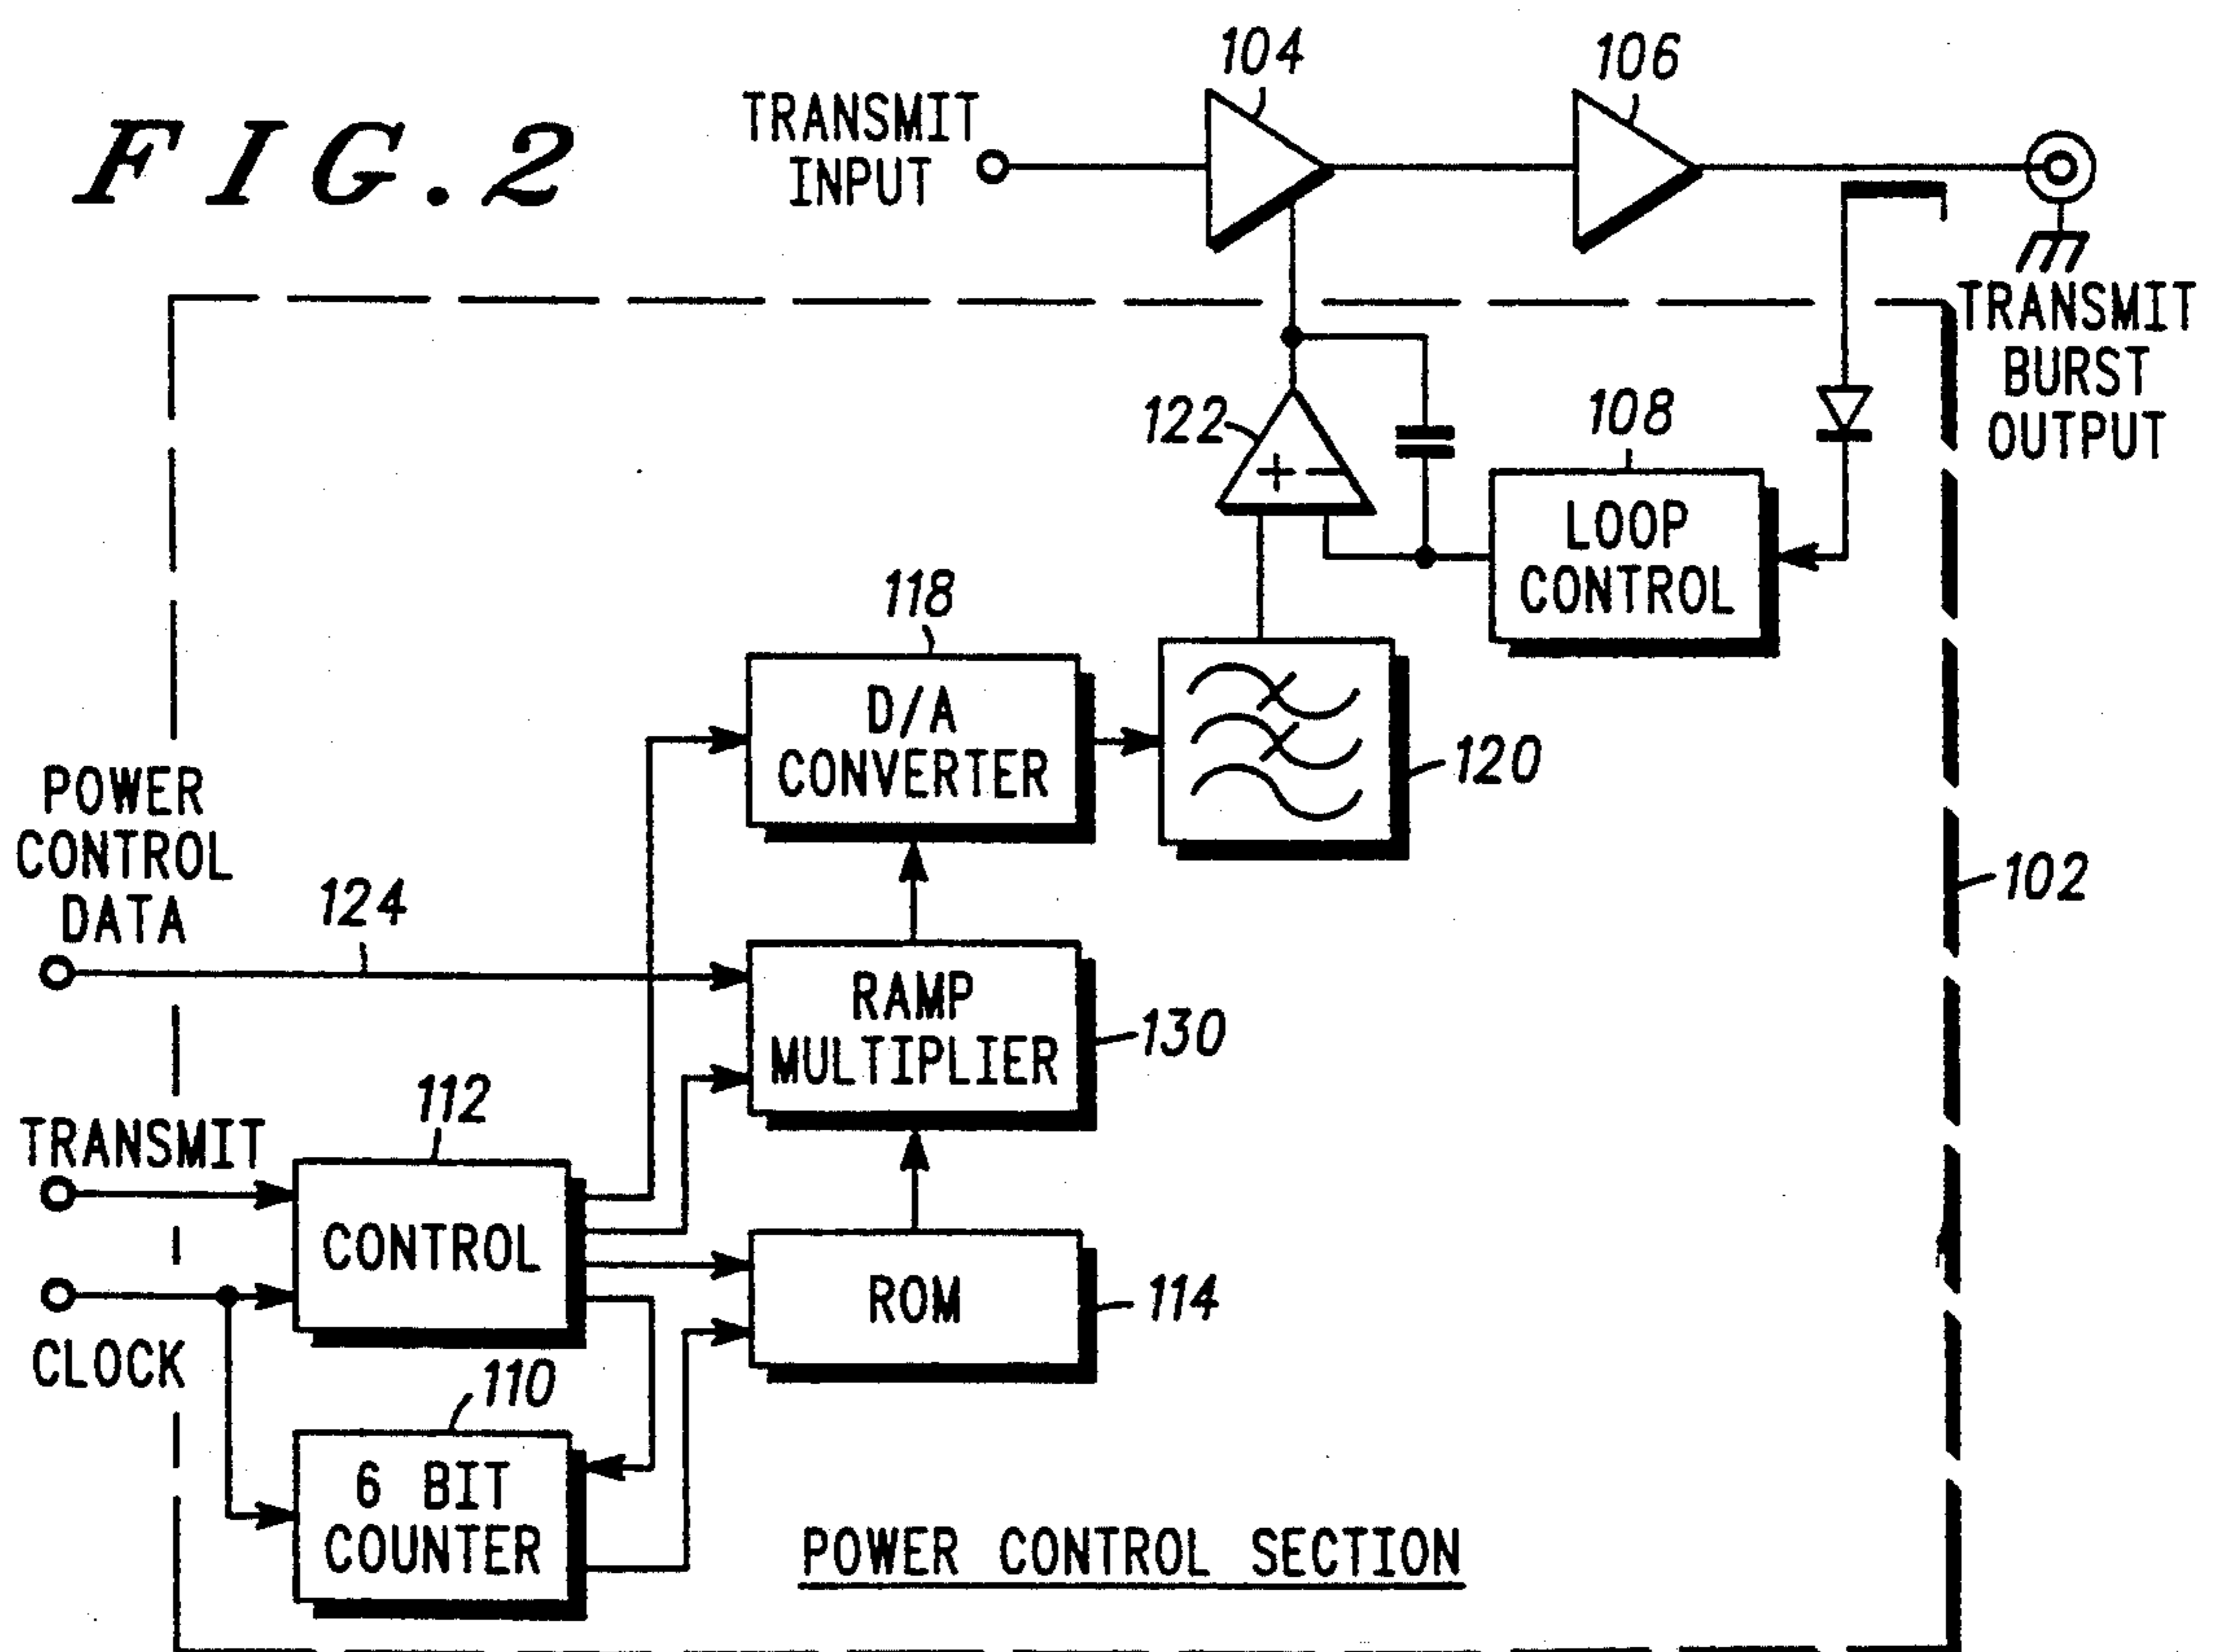 FIG.2
TRANSMIT
INPUT
104
106
TRANSMIT
BURST
OUTPUT
122
+ −
108
LOOP
CONTROL
118
D/A
CONVERTER
120
POWER
CONTROL
DATA
124
102
RAMP
MULTIPLIER
130
TRANSMIT
112
CONTROL
ROM
114
CLOCK
110
6 BIT
COUNTER
POWER CONTROL SECTION